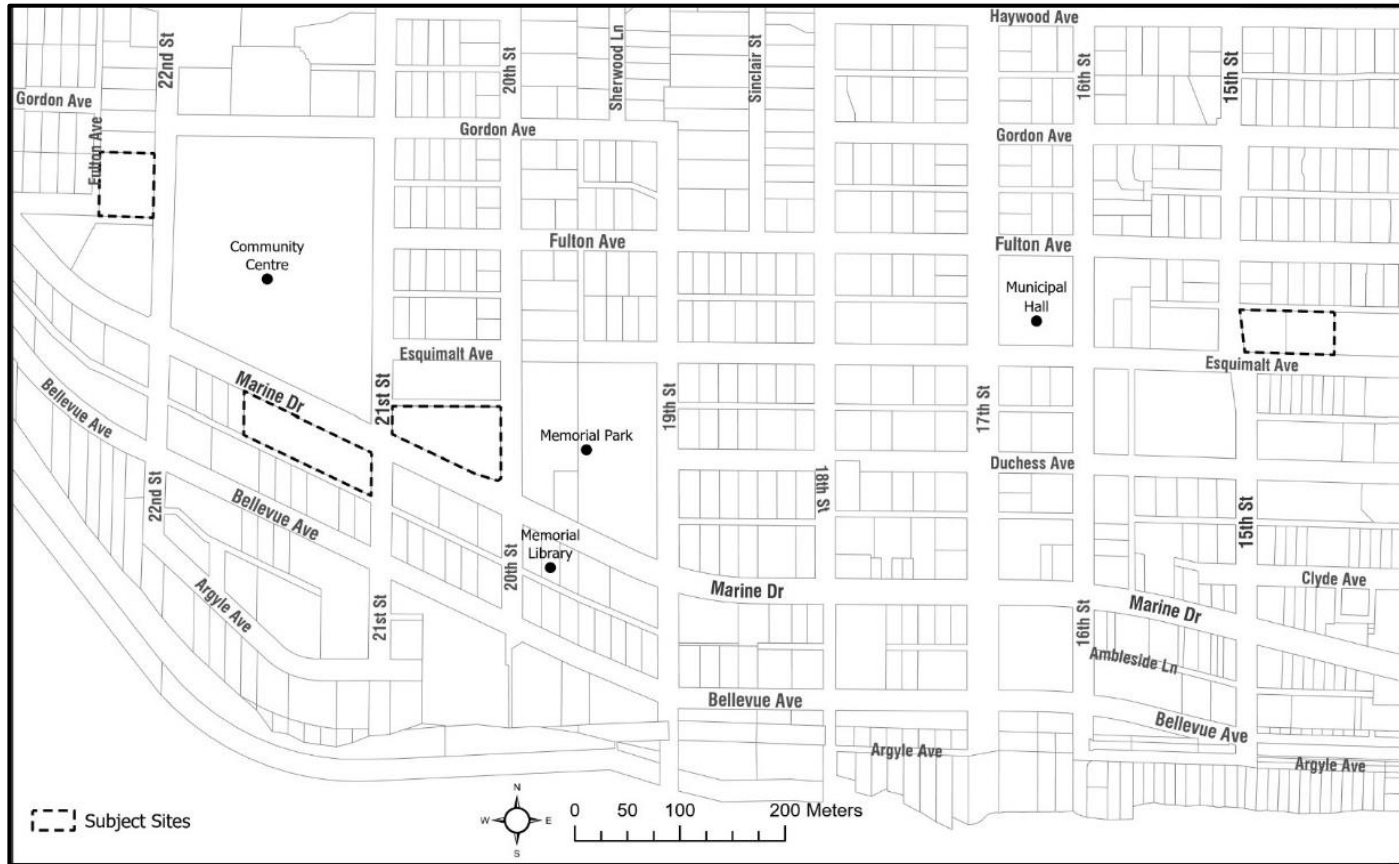 Haywood Ave
22nd St
20th St
Sherwood Ln
Sinclair St
16th St
15th St
Gordon Ave
Gordon Ave
Gordon Ave
Fulton Ave
Fulton Ave
Fulton Ave
Community
Centre
Municipal
Hall
Esquimalt Ave
Esquimalt Ave
Marine Dr
21st St
19th St
17th St
Bellevue Ave
Memorial Park
Duchess Ave
18th St
22nd St
Bellevue Ave
15th St
Memorial
Library
20th St
Clyde Ave
Marine Dr
Marine Dr
Argyle Ave
21st St
16th St
Ambleside Ln
Bellevue Ave
Bellevue Ave
Argyle Ave
Argyle Ave
Subject Sites
N
W
E
S
0 50 100 200 Meters